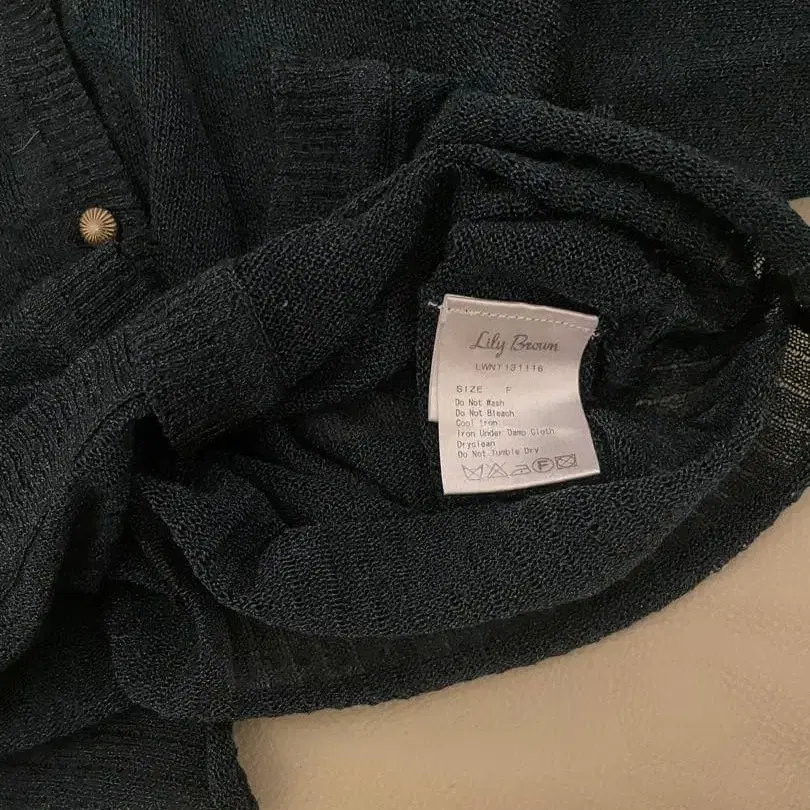 Lily Brown
LWNT131116
SIZE F
Do Not Wash
Do Not Bleach
Cool Iron
Iron Under Damp Cloth
Dryclean
Do Not Tumble Dry
F